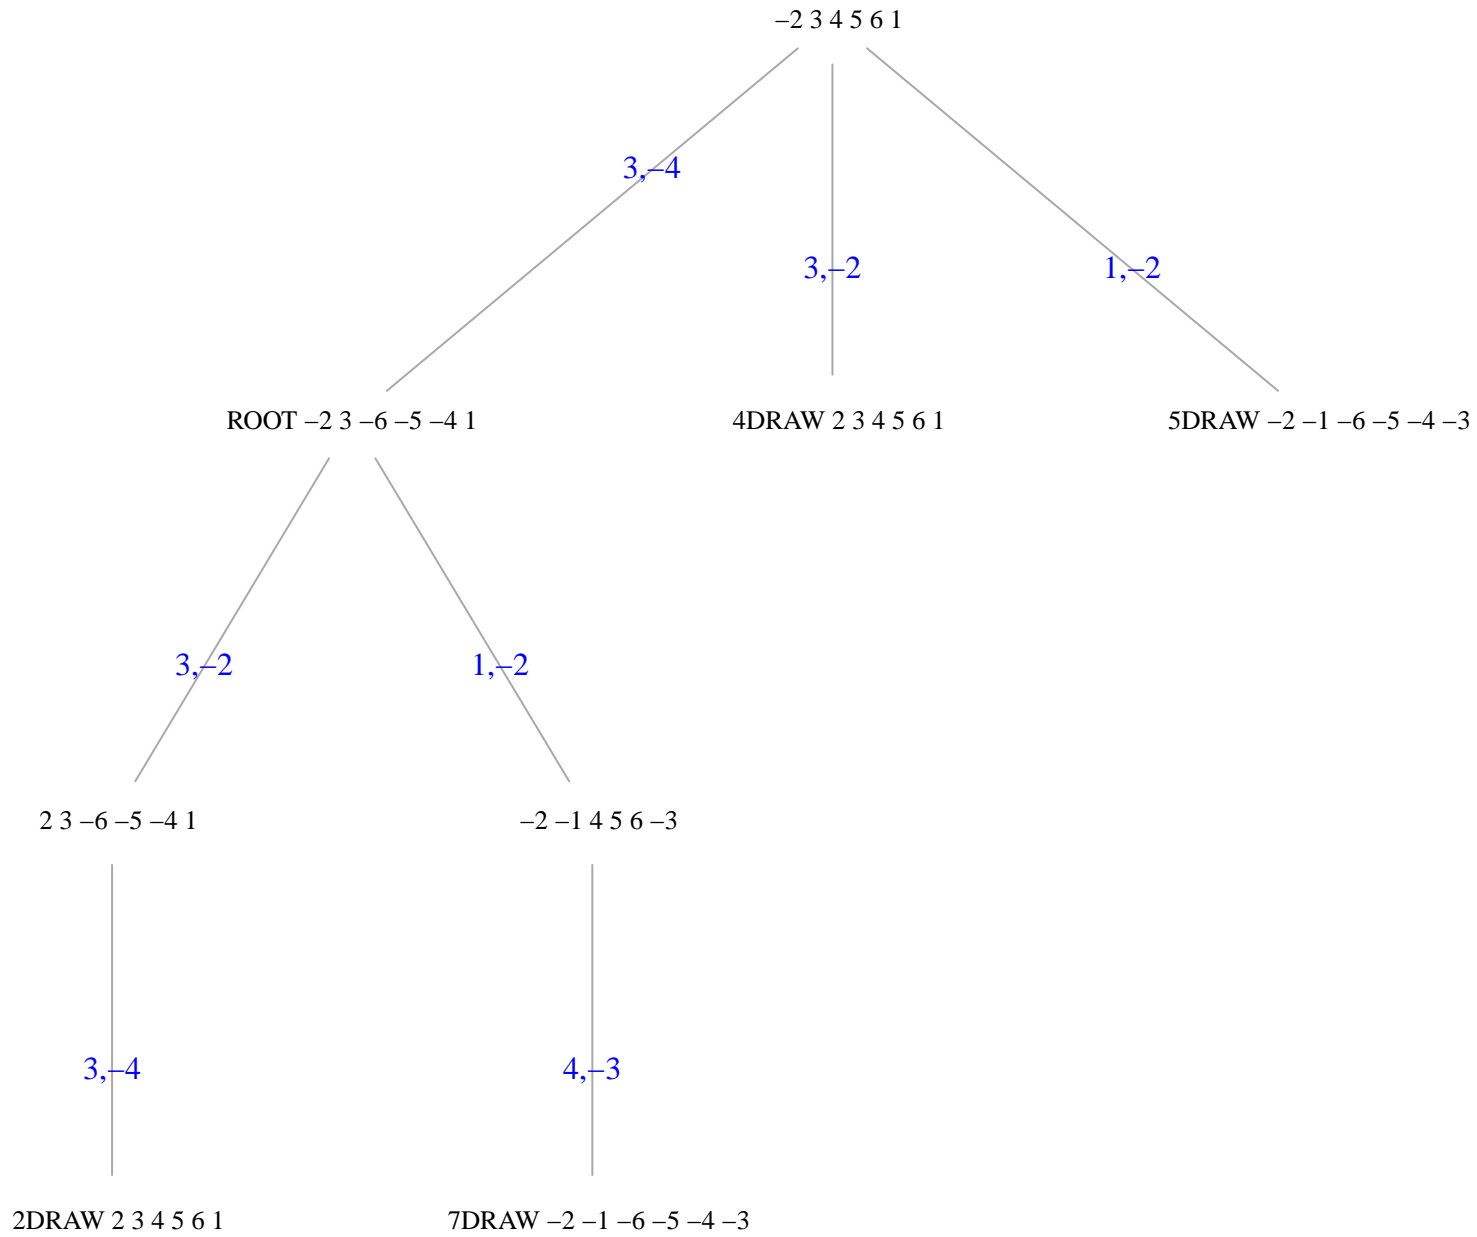 –2 3 4 5 6 1
3,–4
3,–2
1,–2
ROOT –2 3 –6 –5 –4 1
4DRAW 2 3 4 5 6 1
5DRAW –2 –1 –6 –5 –4 –3
3,–2
1,–2
2 3 –6 –5 –4 1
–2 –1 4 5 6 –3
3,–4
4,–3
2DRAW 2 3 4 5 6 1
7DRAW –2 –1 –6 –5 –4 –3